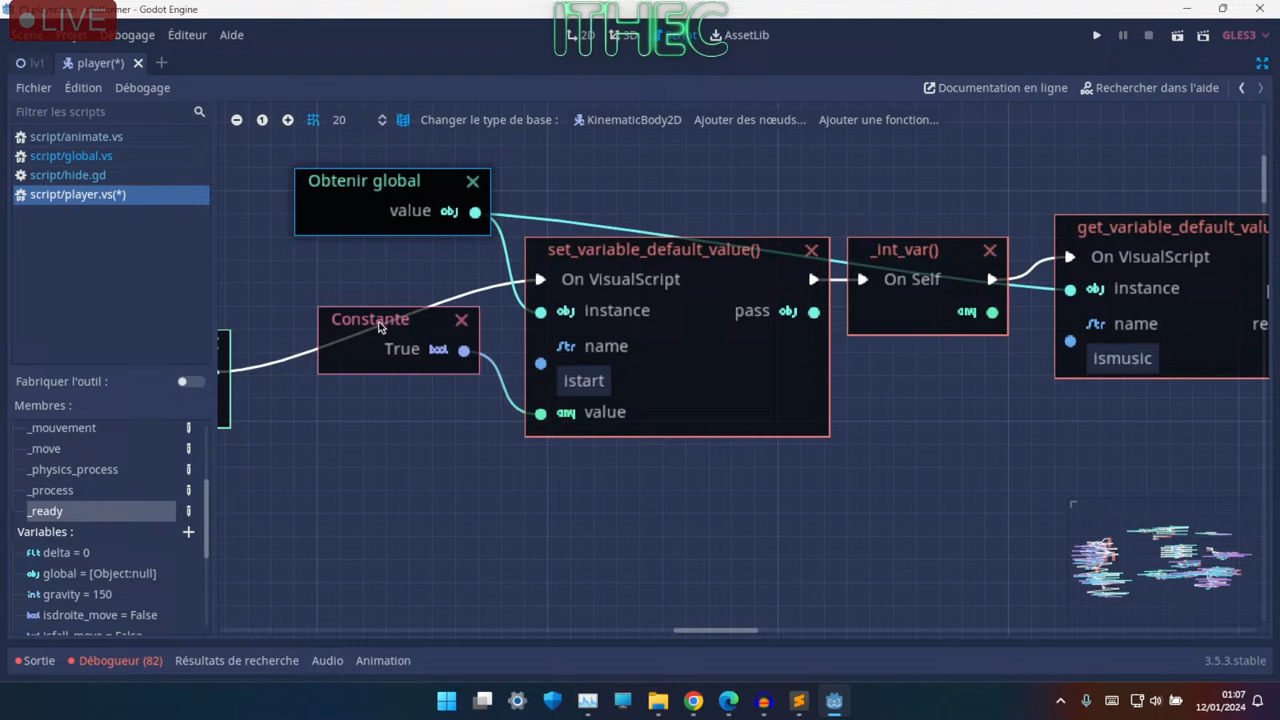 LIVE
ormer - Godot Engine
ITHEC
Débogage Éditeur Aide
AssetLib
GLES3
lv1
player(*)
Fichier Édition Débogage
Documentation en ligne
Rechercher dans l'aide
Filtrer les scripts
20
Changer le type de base :
KinematicBody2D
Ajouter des nœuds...
Ajouter une fonction...
script/animate.vs
script/global.vs
script/hide.gd
script/player.vs(*)
Obtenir global
value obj
set_variable_default_value()
On VisualScript
obj instance
pass obj
str name
istart
any value
_int_var()
On Self
any
get_variable_default_valu
On VisualScript
obj instance
str name
re
ismusic
Constante
True bool
Fabriquer l'outil :
Membres :
_mouvement
_move
_physics_process
_process
_ready
Variables :
flt delta = 0
obj global = [Object:null]
int gravity = 150
bool isdroite_move = False
isfall_move = False
Sortie
Débogueur (82)
Résultats de recherche
Audio
Animation
3.5.3.stable
01:07
12/01/2024